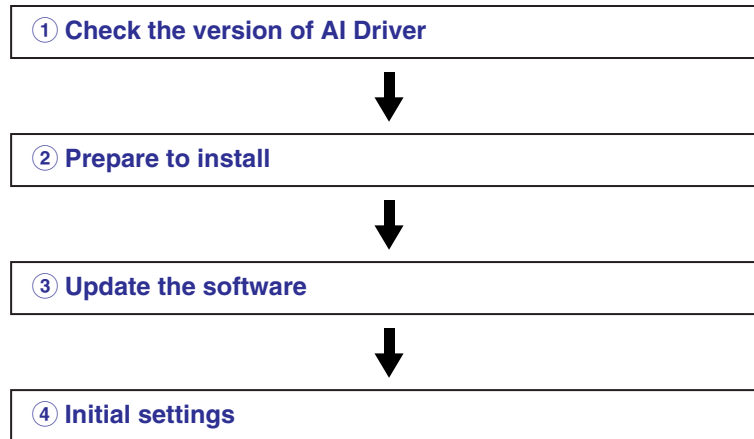 ① Check the version of AI Driver
② Prepare to install
③ Update the software
④ Initial settings